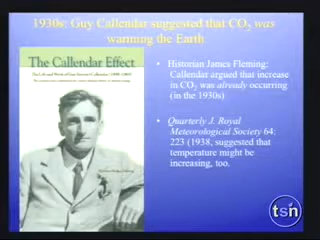 1930s: Guy Callendar suggested that CO₂ was
warming the Earth
The Callendar Effect
• Historian James Fleming:
Callendar argued that increase
in CO₂ was already occurring
(in the 1930s)
• Quarterly J. Royal
Meteorological Society 64:
223 (1938, suggested that
temperature might be
increasing, too.
tsn